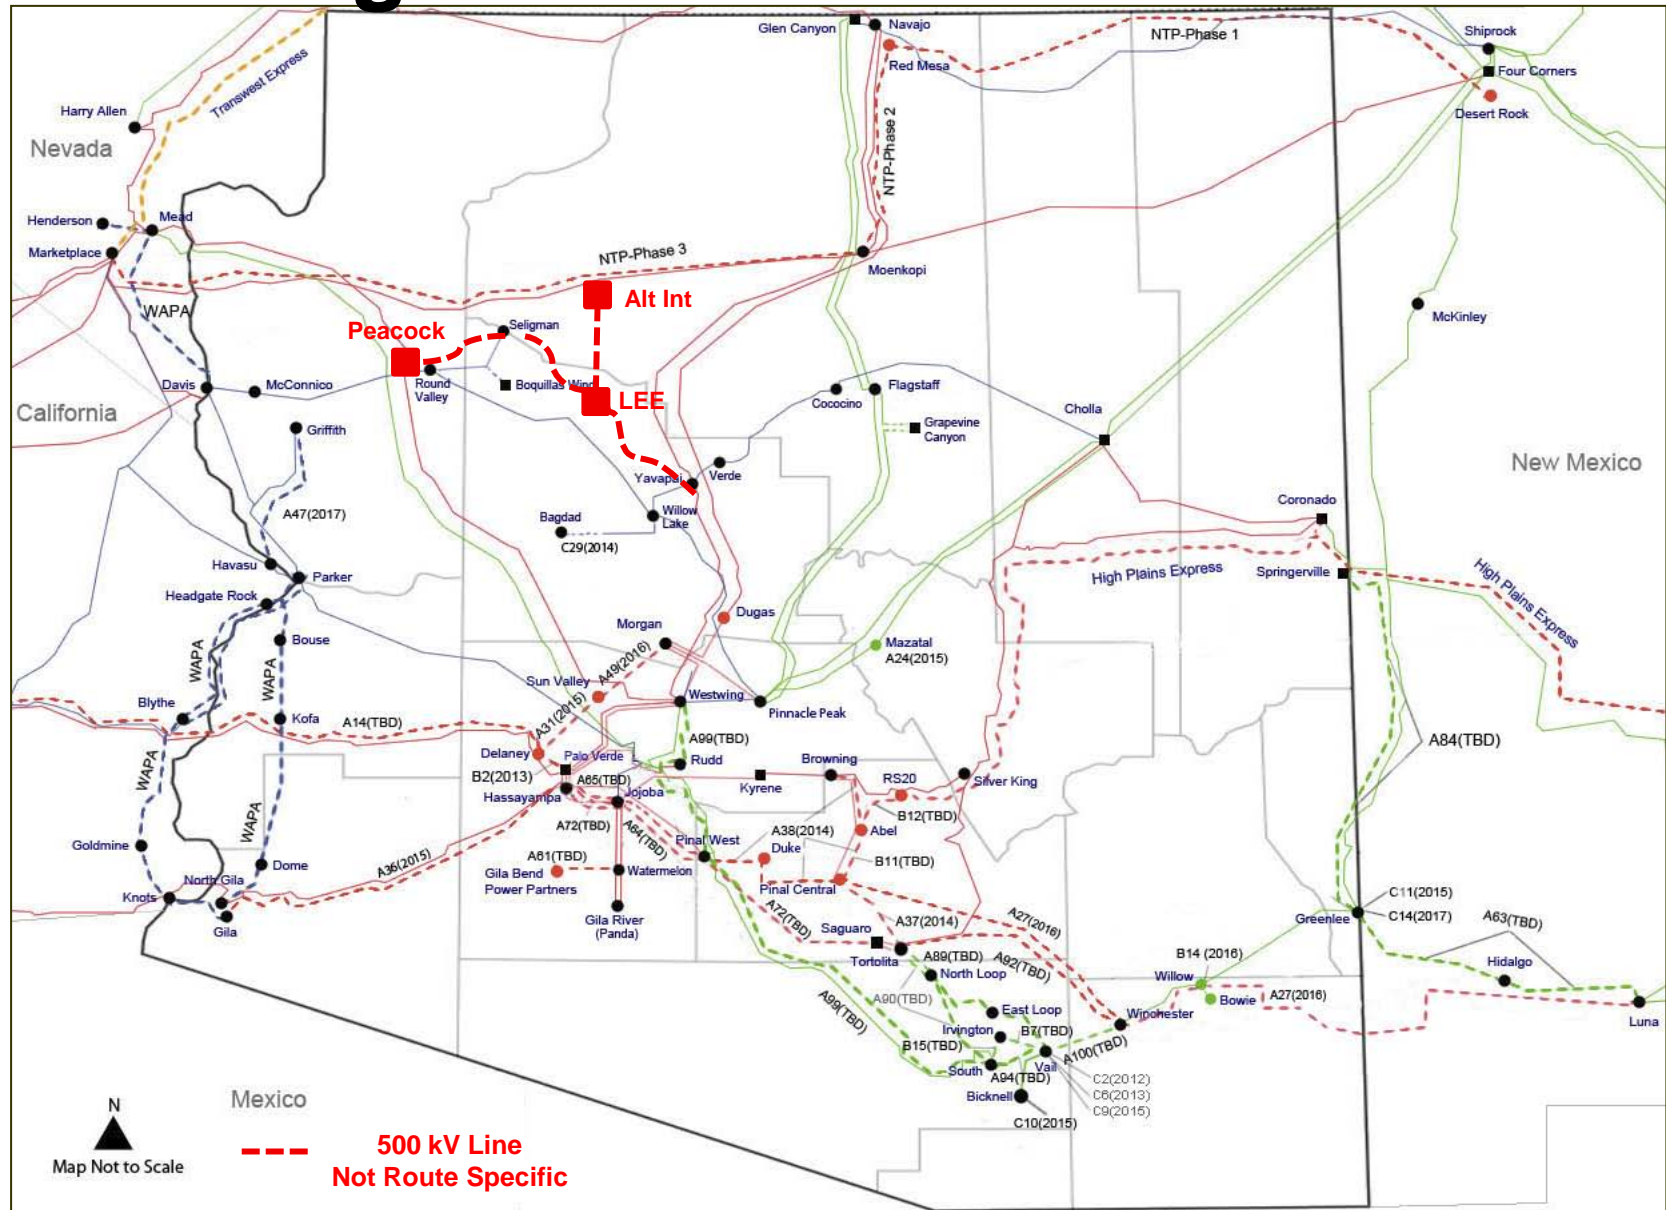 g
Glen Canyon
Navajo
Red Mesa
NTP-Phase 1
Shiprock
Four Corners
Desert Rock
Transwest Express
Harry Allen
Nevada
NTP-Phase 2
Henderson
Mead
Marketplace
NTP-Phase 3
Moenkopi
WAPA
Alt Int
McKinley
Peacock
Seligman
Davis
McConnico
Round
Valley
Boquillas Wind
LEE
Cococino
Flagstaff
California
Cholla
Grapevine
Canyon
Griffith
New Mexico
Yavapai
Verde
A47(2017)
Bagdad
Willow
Lake
C29(2014)
Coronado
Havasu
Parker
High Plains Express
Springerville
High Plains Express
Headgate Rock
Dugas
Morgan
Bouse
Mazatal
A24(2015)
WAPA
WAPA
A49(2016)
Sun Valley
Westwing
Pinnacle Peak
Blythe
Kofa
A14(TBD)
A31(2015)
A99(TBD)
A84(TBD)
Delaney
Palo Verde
Rudd
Browning
B2(2013)
A65(TBD)
Kyrene
RS20
Silver King
WAPA
Hassayampa
Jojoba
B12(TBD)
A72(TBD)
A64(TBD)
A38(2014)
Abel
WAPA
Goldmine
Pinal West
Duke
B11(TBD)
A36(2015)
A61(TBD)
Dome
Gila Bend
Power Partners
Watermelon
Pinal Central
North Gila
Knots
Gila
Gila River
(Panda)
A72(TBD)
A37(2014)
A27(2016)
Greenlee
C11(2015)
C14(2017)
A63(TBD)
Saguaro
Tortolita
A89(TBD)
A92(TBD)
B14 (2016)
Hidalgo
North Loop
Willow
A90(TBD)
A99(TBD)
Bowie
A27(2016)
East Loop
Winchester
Luna
Irvington
B7(TBD)
B15(TBD)
A100(TBD)
South
Vail
A94(TBD)
C2(2012)
Bicknell
C6(2013)
C9(2015)
C10(2015)
N
Mexico
Map Not to Scale
500 kV Line
Not Route Specific